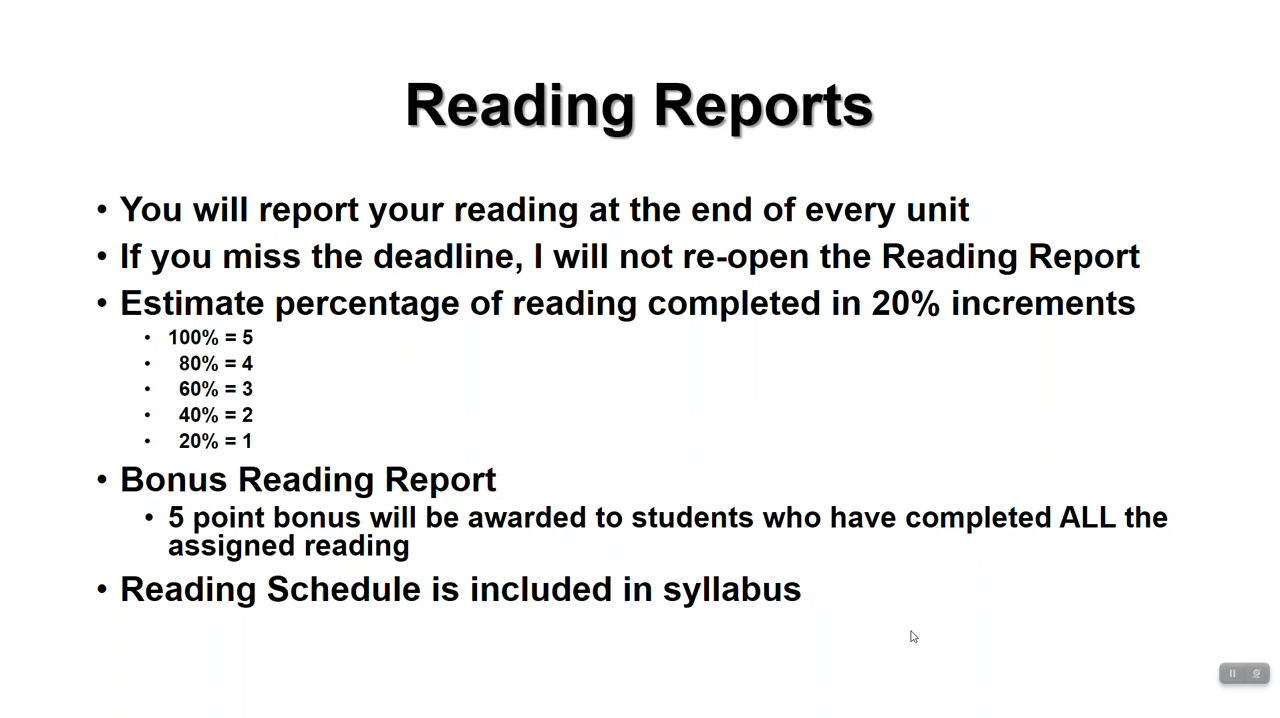 Reading Reports
• You will report your reading at the end of every unit
• If you miss the deadline, I will not re-open the Reading Report
• Estimate percentage of reading completed in 20% increments
• 100% = 5
• 80% = 4
• 60% = 3
• 40% = 2
• 20% = 1
• Bonus Reading Report
• 5 point bonus will be awarded to students who have completed ALL the
assigned reading
• Reading Schedule is included in syllabus